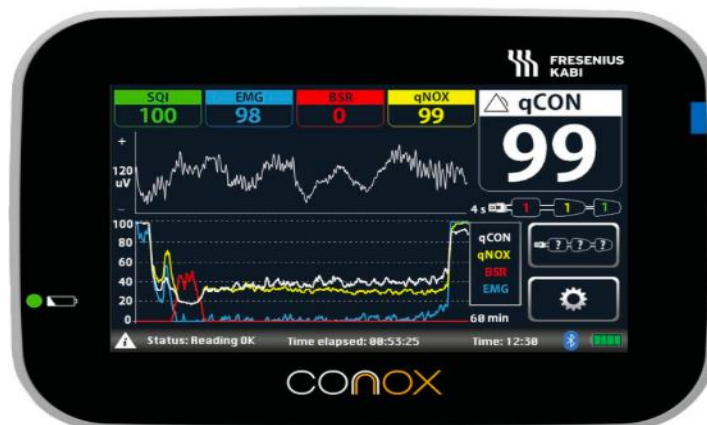 FRESENIUS
KABI
SQI
100
EMG
98
BSR
0
qNOX
99
qCON
99
+
120
uV
−
4 s
1
1
1
100
80
60
40
20
0
qCON
qNOX
BSR
EMG
60 min
? ? ?
Status: Reading OK Time elapsed: 00:53:25 Time: 12:30
conox